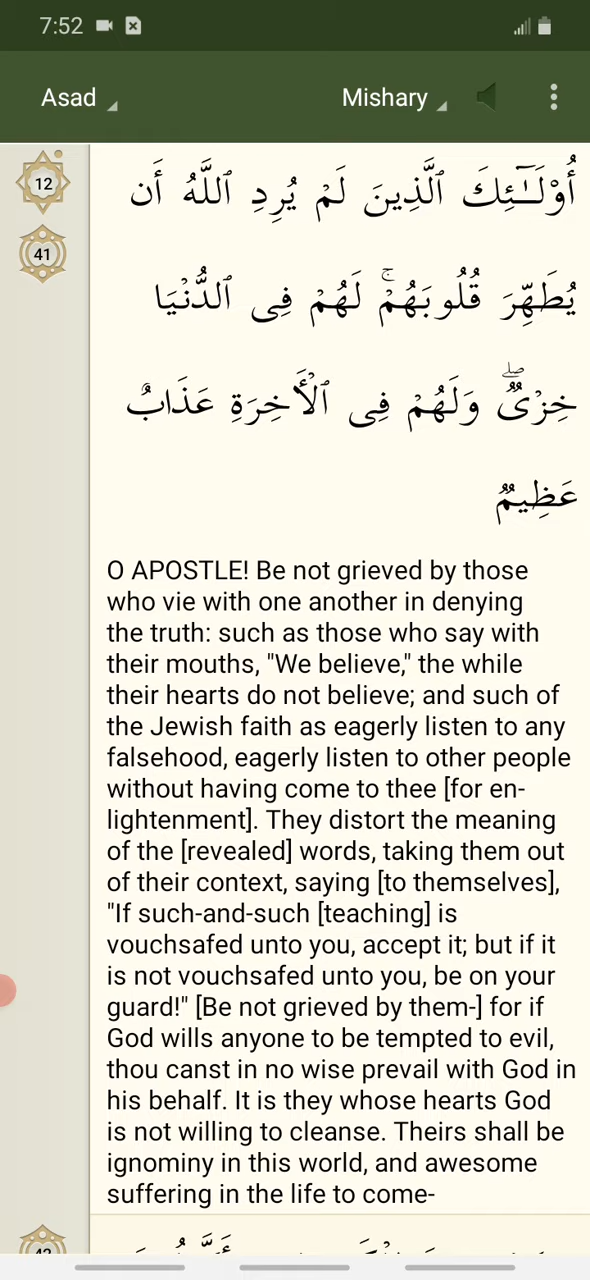 7:52
Asad Mishary
12
أُوْلَـٰٓئِكَ ٱلَّذِينَ لَمْ يُرِدِ ٱللَّهُ أَن
41
يُطَهِّرَ قُلُوبَهُمْ ۚ لَهُمْ فِى ٱلدُّنْيَا
خِزْىٌ ۖ وَلَهُمْ فِى ٱلْأَخِرَةِ عَذَابٌ
عَظِيمٌ
O APOSTLE! Be not grieved by those
who vie with one another in denying
the truth: such as those who say with
their mouths, "We believe," the while
their hearts do not believe; and such of
the Jewish faith as eagerly listen to any
falsehood, eagerly listen to other people
without having come to thee [for en-
lightenment]. They distort the meaning
of the [revealed] words, taking them out
of their context, saying [to themselves],
"If such-and-such [teaching] is
vouchsafed unto you, accept it; but if it
is not vouchsafed unto you, be on your
guard!" [Be not grieved by them-] for if
God wills anyone to be tempted to evil,
thou canst in no wise prevail with God in
his behalf. It is they whose hearts God
is not willing to cleanse. Theirs shall be
ignominy in this world, and awesome
suffering in the life to come-